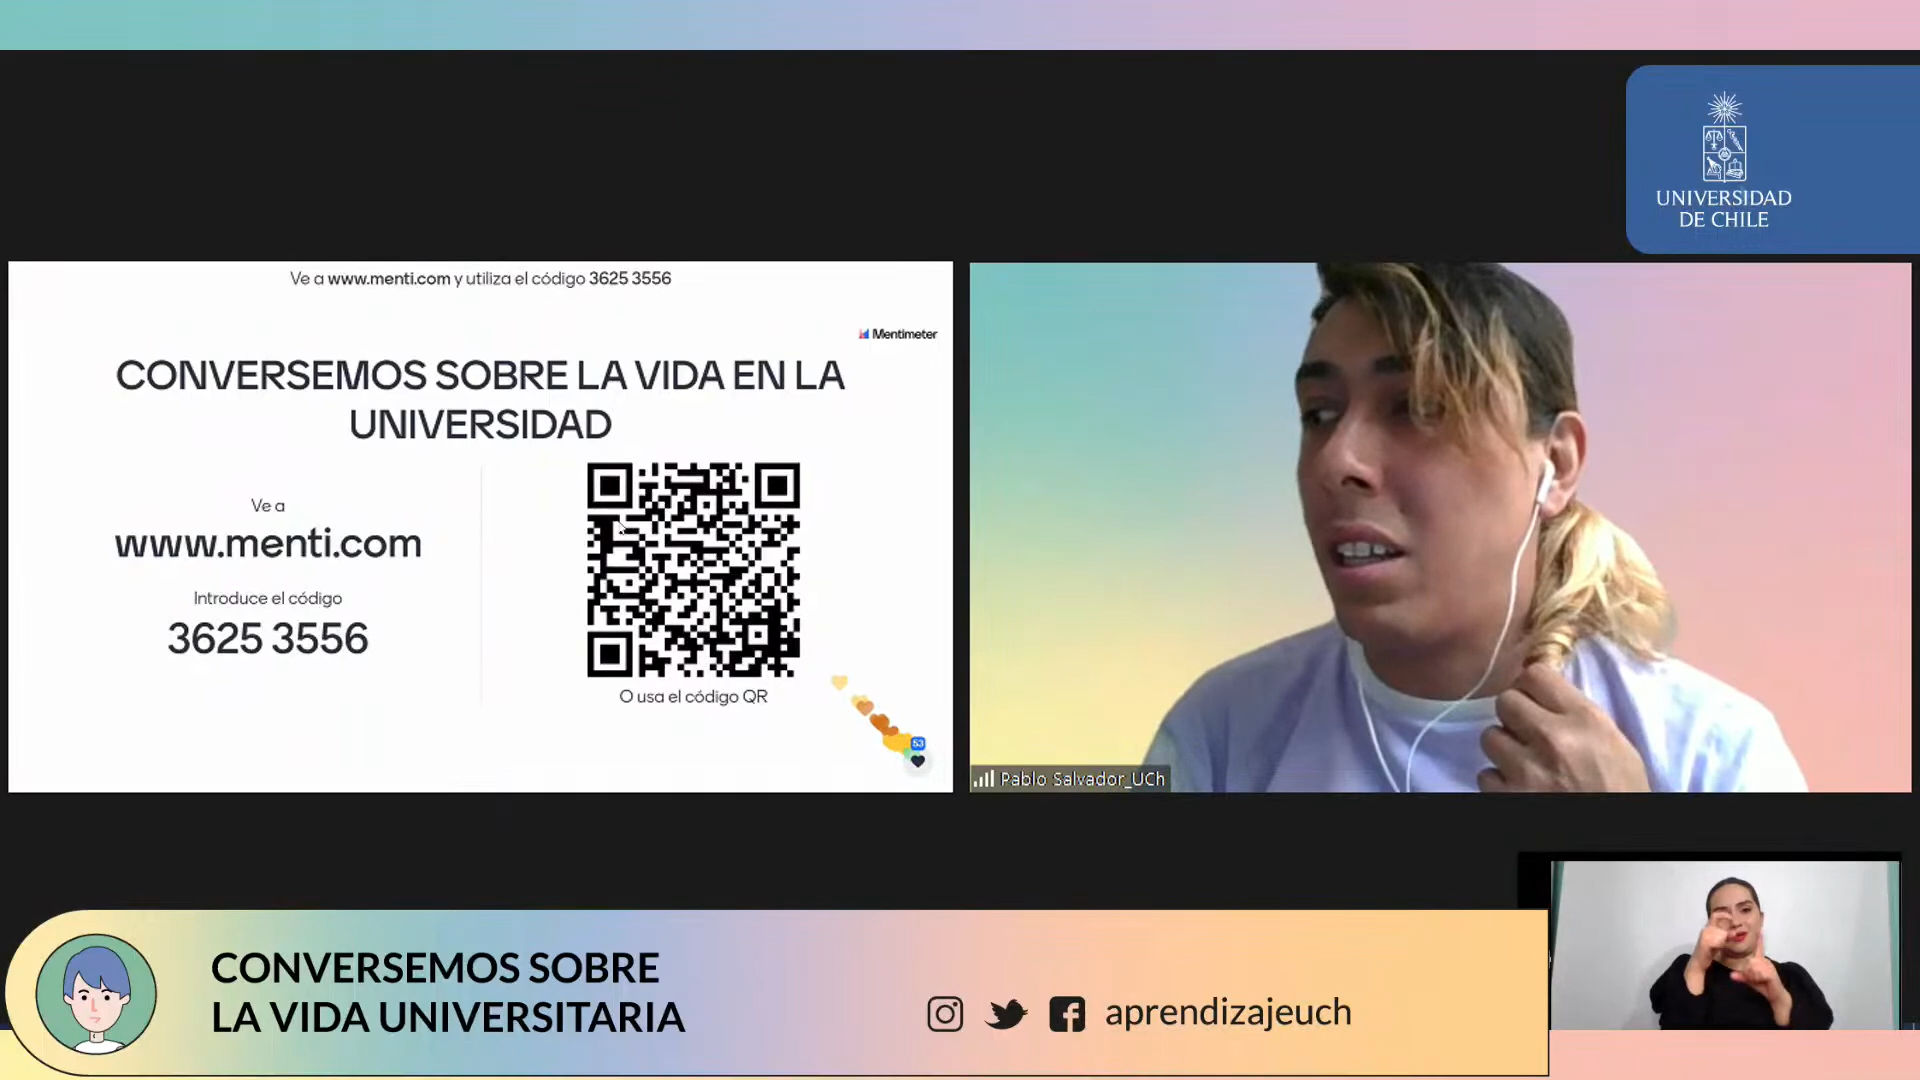 UNIVERSIDAD
DE CHILE
Ve a www.menti.com y utiliza el código 3625 3556
Mentimeter
CONVERSEMOS SOBRE LA VIDA EN LA
UNIVERSIDAD
Ve a
www.menti.com
Introduce el código
3625 3556
O usa el código QR
53
Pablo Salvador_UCh
CONVERSEMOS SOBRE
LA VIDA UNIVERSITARIA
aprendizajeuch